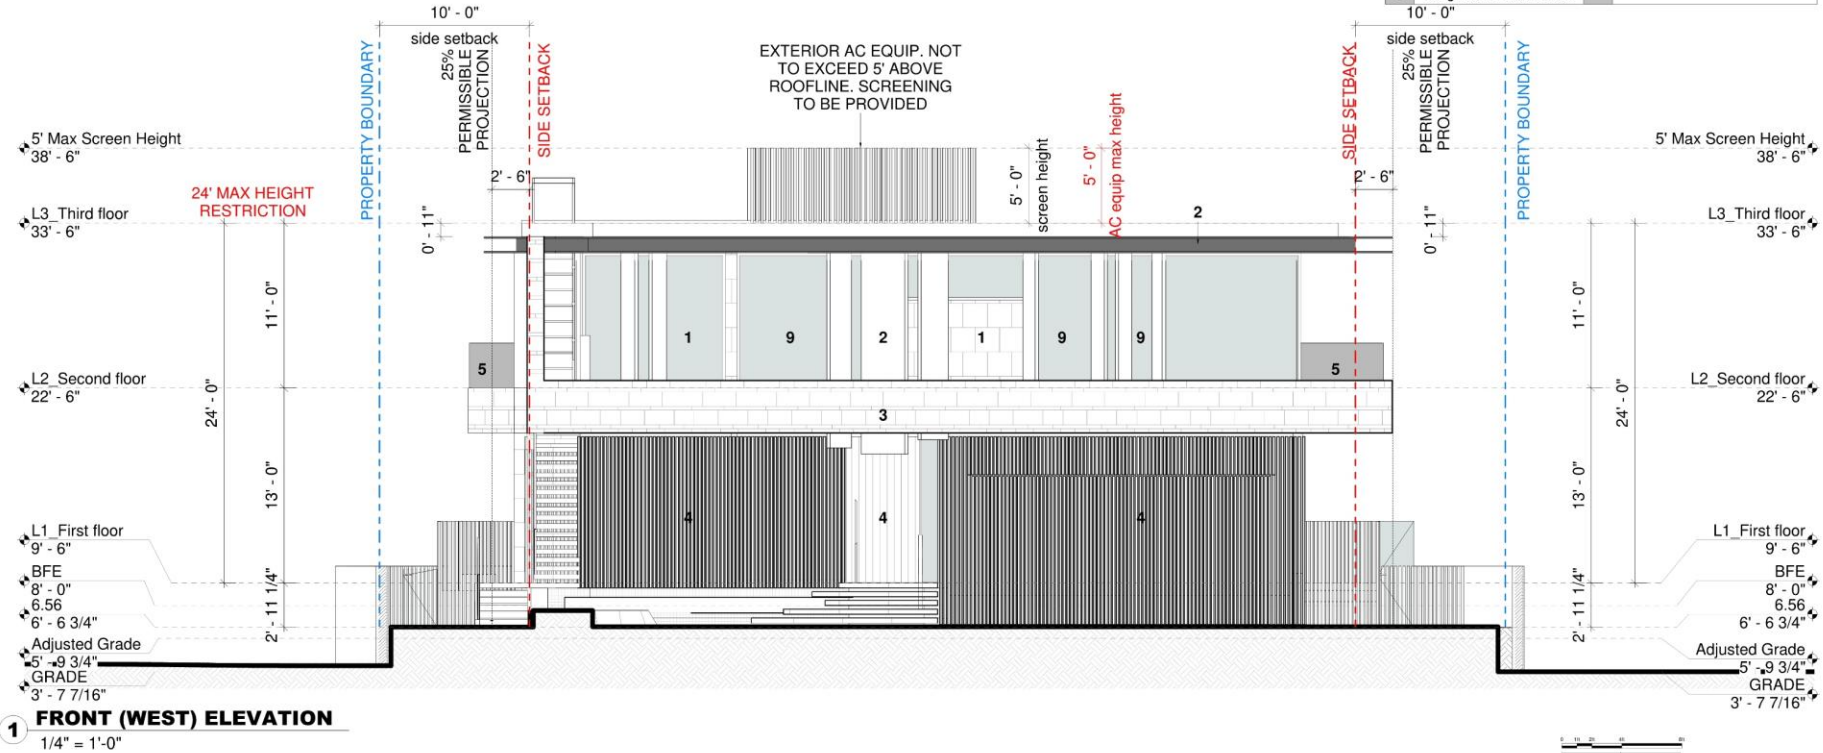 10' - 0"
side setback
25%
PERMISSIBLE
PROJECTION
PROPERTY BOUNDARY
SIDE SETBACK
EXTERIOR AC EQUIP. NOT
TO EXCEED 5' ABOVE
ROOFLINE. SCREENING
TO BE PROVIDED
10' - 0"
side setback
25%
PERMISSIBLE
PROJECTION
SIDE SETBACK
PROPERTY BOUNDARY
5' Max Screen Height
38' - 6"
2' - 6"
5' - 0"
screen height
5' - 0"
AC equip max height
2' - 6"
5' Max Screen Height
38' - 6"
24' MAX HEIGHT
RESTRICTION
L3_Third floor
33' - 6"
0' - 11"
2
0' - 11"
L3_Third floor
33' - 6"
11' - 0"
11' - 0"
1
9
2
1
9
9
5
5
L2_Second floor
22' - 6"
24' - 0"
3
24' - 0"
L2_Second floor
22' - 6"
13' - 0"
13' - 0"
4
4
4
L1_First floor
9' - 6"
BFE
8' - 0"
6.56
6' - 6 3/4"
2' - 11 1/4"
Adjusted Grade
5' - 9 3/4"
GRADE
3' - 7 7/16"
L1_First floor
9' - 6"
BFE
8' - 0"
6.56
6' - 6 3/4"
2' - 11 1/4"
Adjusted Grade
5' - 9 3/4"
GRADE
3' - 7 7/16"
1
FRONT (WEST) ELEVATION
1/4" = 1'-0"